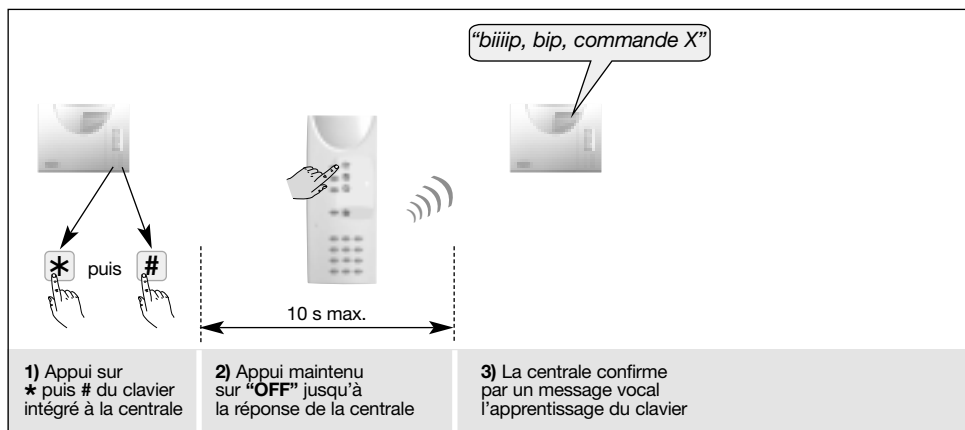 “biiiip, bip, commande X”
* puis #
10 s max.
1) Appui sur
* puis # du clavier
intégré à la centrale
2) Appui maintenu
sur “OFF” jusqu’à
la réponse de la centrale
3) La centrale confirme
par un message vocal
l’apprentissage du clavier